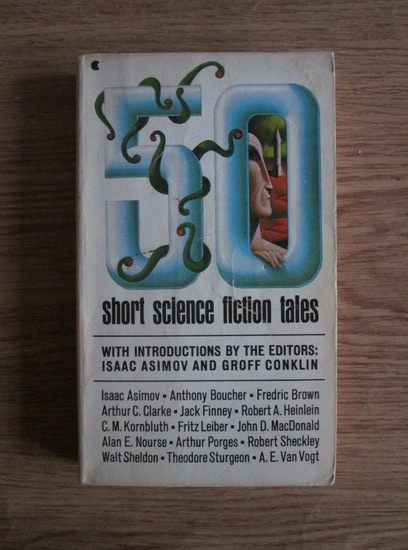 50
short science fiction tales
WITH INTRODUCTIONS BY THE EDITORS:
ISAAC ASIMOV AND GROFF CONKLIN
Isaac Asimov ▪ Anthony Boucher ▪ Fredric Brown
Arthur C. Clarke ▪ Jack Finney ▪ Robert A. Heinlein
C. M. Kornbluth ▪ Fritz Leiber ▪ John D. MacDonald
Alan E. Nourse ▪ Arthur Porges ▪ Robert Sheckley
Walt Sheldon ▪ Theodore Sturgeon ▪ A. E. Van Vogt